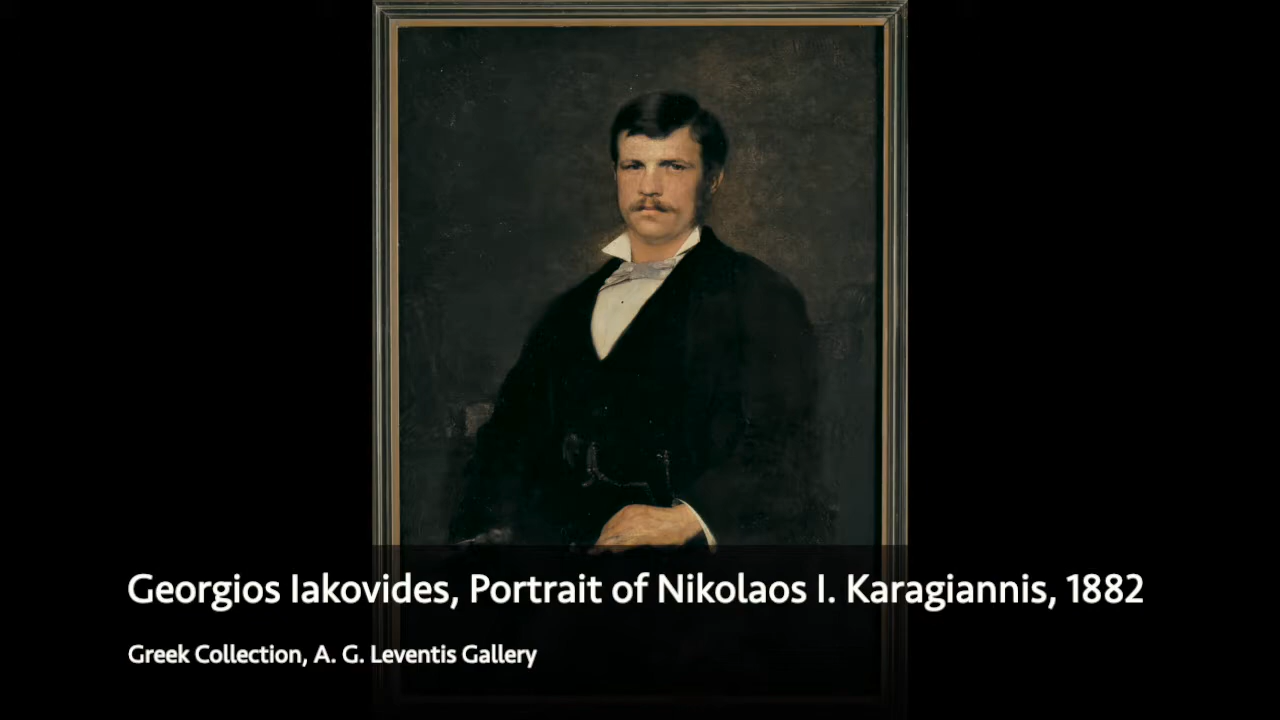 Georgios Iakovides, Portrait of Nikolaos I. Karagiannis, 1882
Greek Collection, A. G. Leventis Gallery